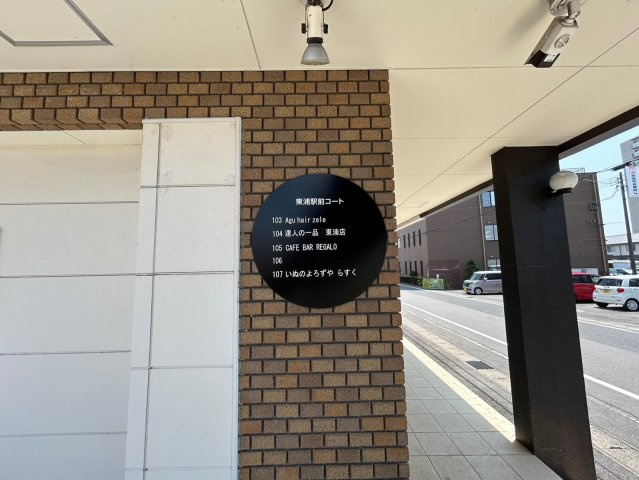 東浦駅前コート
103 Agu hair zele
104 達人の一品 東浦店
105 CAFE BAR REGALO
106
107 いぬのよろずや らすく